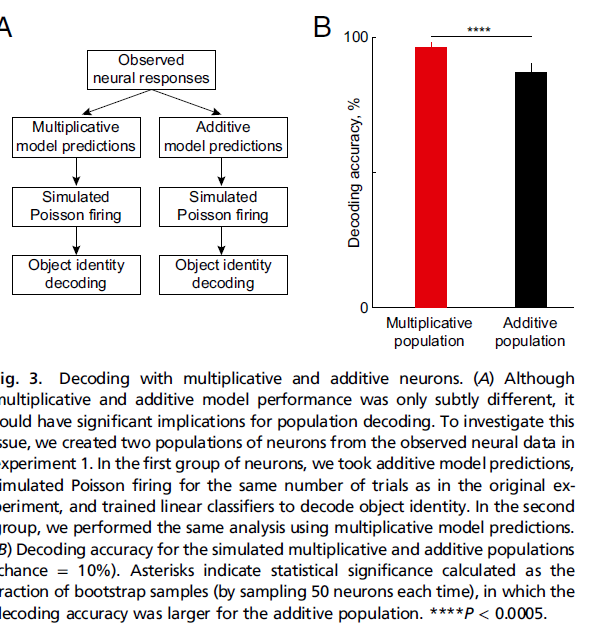 A
Observed
neural responses
Multiplicative
model predictions
Additive
model predictions
Simulated
Poisson firing
Simulated
Poisson firing
Object identity
decoding
Object identity
decoding
B
100
****
Decoding accuracy, %
0
Multiplicative
population
Additive
population
ig. 3. Decoding with multiplicative and additive neurons. (A) Although
multiplicative and additive model performance was only subtly different, it
ould have significant implications for population decoding. To investigate this
ssue, we created two populations of neurons from the observed neural data in
xperiment 1. In the first group of neurons, we took additive model predictions,
imulated Poisson firing for the same number of trials as in the original ex-
periment, and trained linear classifiers to decode object identity. In the second
group, we performed the same analysis using multiplicative model predictions.
B) Decoding accuracy for the simulated multiplicative and additive populations
chance = 10%). Asterisks indicate statistical significance calculated as the
raction of bootstrap samples (by sampling 50 neurons each time), in which the
decoding accuracy was larger for the additive population. ****P < 0.0005.